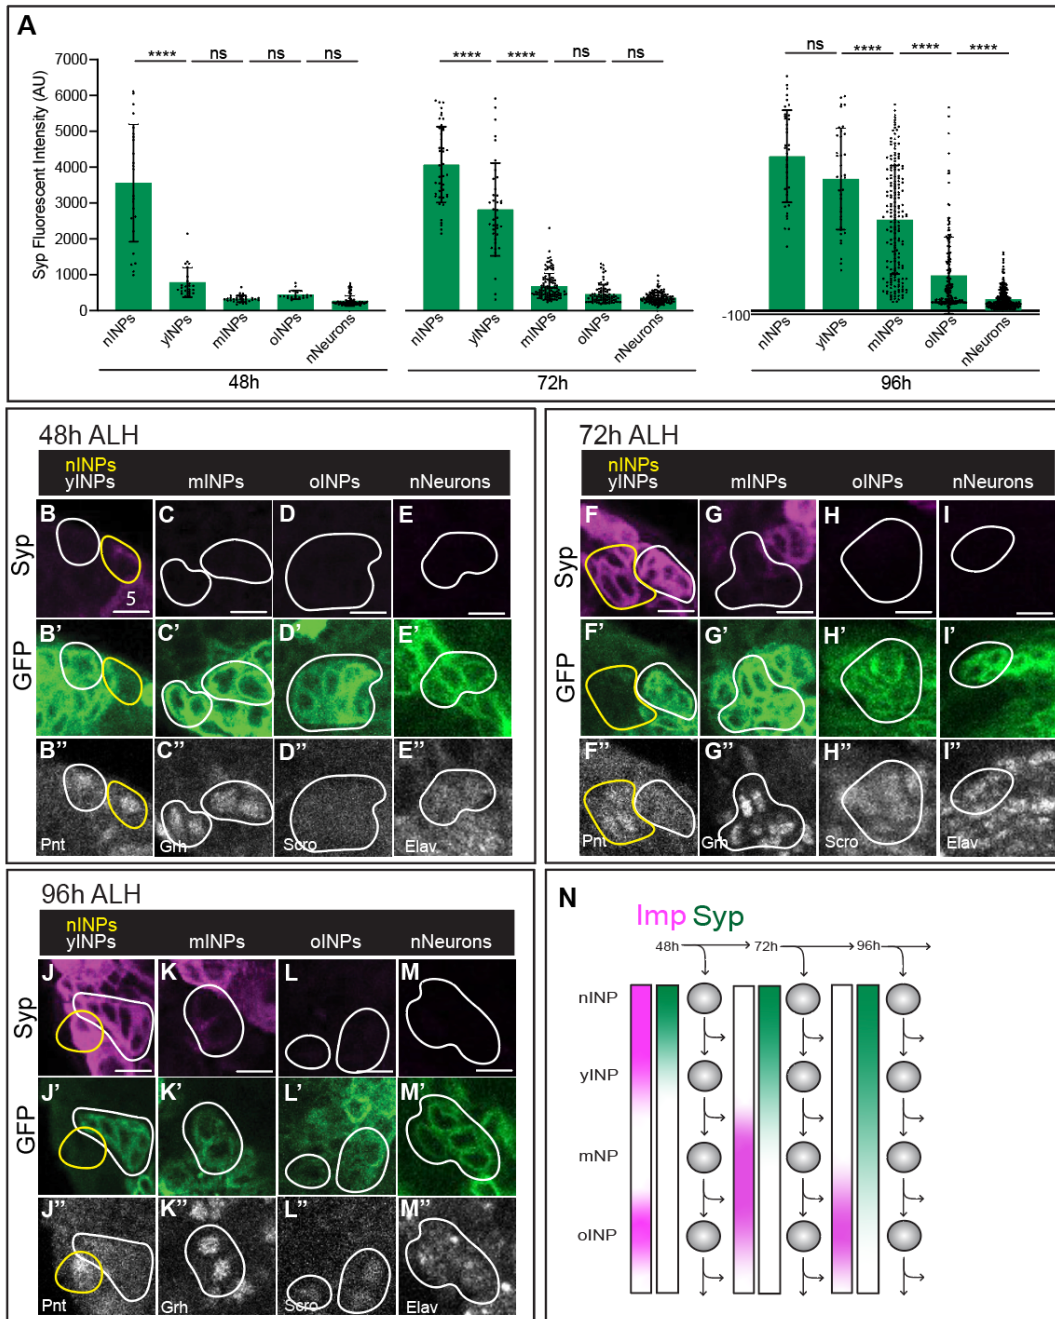 A
**** ns ns ns
**** **** ns ns
ns **** **** ****
Syp Fluorescent Intensity (AU)
7000
6000
5000
4000
3000
2000
1000
0
-100
nINPs yINPs mINPs oINPs nNeurons
nINPs yINPs mINPs oINPs nNeurons
nINPs yINPs mINPs oINPs nNeurons
48h 72h 96h
48h ALH
nINPs
yINPs mINPs oINPs nNeurons
Syp
B C D E
5
GFP
B' C' D' E'
B" C" D" E"
Pnt Grh Scro Elav
72h ALH
nINPs
yINPs mINPs oINPs nNeurons
Syp
F G H I
GFP
F' G' H' I'
F" G" H" I"
Pnt Grh Scro Elav
96h ALH
nINPs
yINPs mINPs oINPs nNeurons
Syp
J K L M
GFP
J' K' L' M'
J" K" L" M"
Pnt Grh Scro Elav
N
Imp Syp
48h 72h 96h
nINP
yINP
mNP
oINP